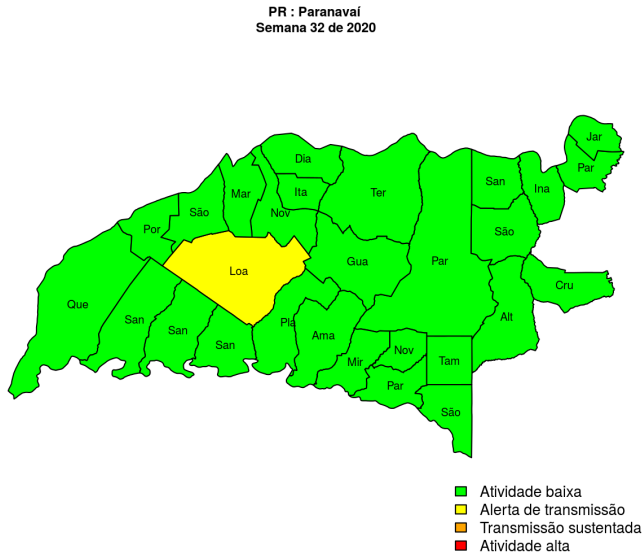 PR : Paranavaí
Semana 32 de 2020
Jar
Par
Dia
San
Ina
Mar
Ita
Ter
São
Nov
Por
São
Loa
Gua
Par
Cru
Que
San
San
San
Pla
Ama
Alt
Mir
Nov
Tam
Par
São
Atividade baixa
Alerta de transmissão
Transmissão sustentada
Atividade alta